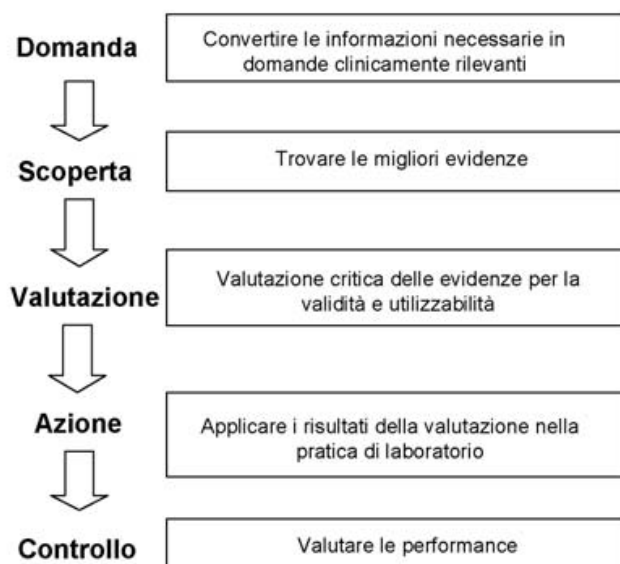 Domanda
Convertire le informazioni necessarie in
domande clinicamente rilevanti
Scoperta
Trovare le migliori evidenze
Valutazione
Valutazione critica delle evidenze per la
validità e utilizzabilità
Azione
Applicare i risultati della valutazione nella
pratica di laboratorio
Controllo
Valutare le performance